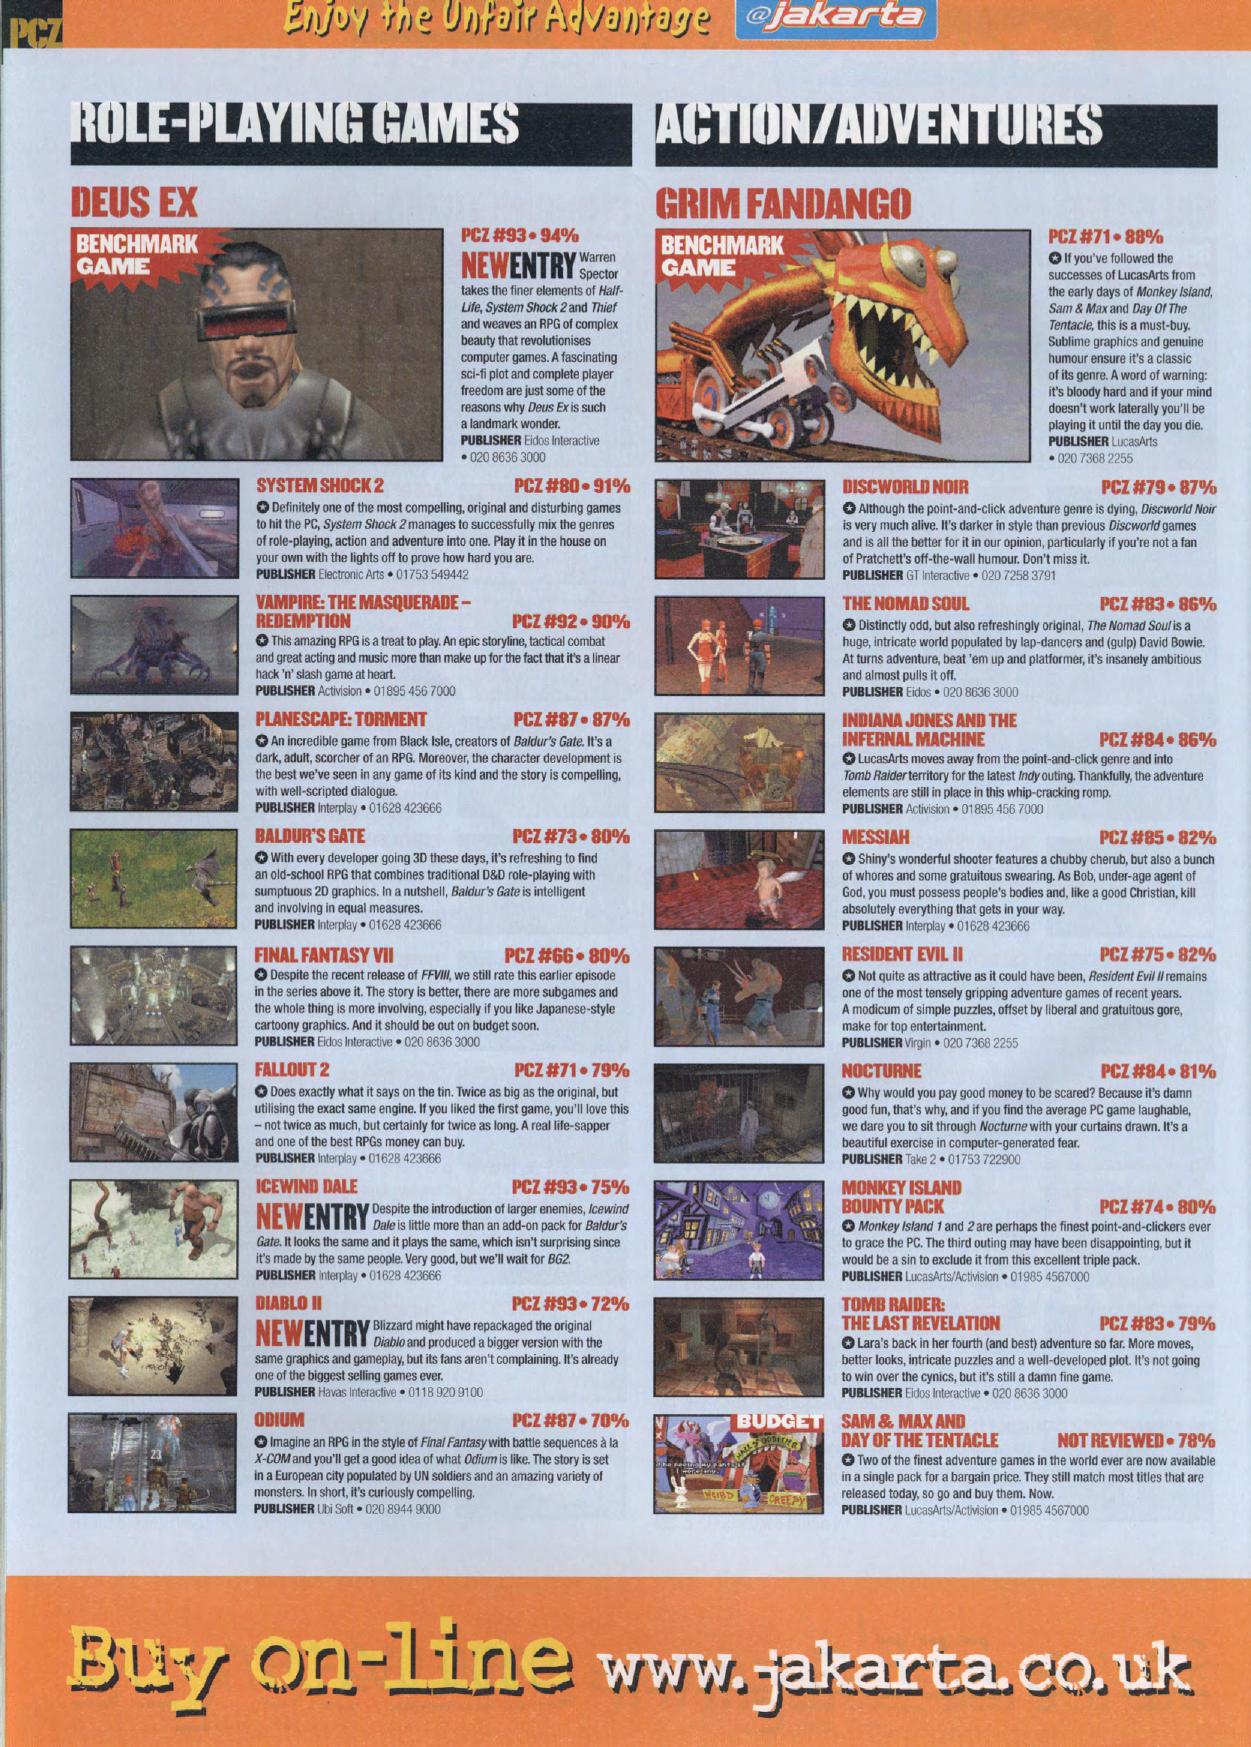 PCZ
Enjoy the Unfair Advantage
@jakarta
ROLE-PLAYING GAMES
DEUS EX
BENCHMARK
GAME
PCZ #93 • 94%
NEWENTRY Warren
Spector
takes the finer elements of Half-
Life, System Shock 2 and Thief
and weaves an RPG of complex
beauty that revolutionises
computer games. A fascinating
sci-fi plot and complete player
freedom are just some of the
reasons why Deus Ex is such
a landmark wonder.
PUBLISHER Eidos Interactive
• 020 8636 3000
SYSTEM SHOCK 2 PCZ #80 • 91%
✪ Definitely one of the most compelling, original and disturbing games
to hit the PC, System Shock 2 manages to successfully mix the genres
of role-playing, action and adventure into one. Play it in the house on
your own with the lights off to prove how hard you are.
PUBLISHER Electronic Arts • 01753 549442
VAMPIRE: THE MASQUERADE –
REDEMPTION PCZ #92 • 90%
✪ This amazing RPG is a treat to play. An epic storyline, tactical combat
and great acting and music more than make up for the fact that it's a linear
hack 'n' slash game at heart.
PUBLISHER Activision • 01895 456 7000
PLANESCAPE: TORMENT PCZ #87 • 87%
✪ An incredible game from Black Isle, creators of Baldur's Gate. It's a
dark, adult, scorcher of an RPG. Moreover, the character development is
the best we've seen in any game of its kind and the story is compelling,
with well-scripted dialogue.
PUBLISHER Interplay • 01628 423666
BALDUR'S GATE PCZ #73 • 80%
✪ With every developer going 3D these days, it's refreshing to find
an old-school RPG that combines traditional D&D role-playing with
sumptuous 2D graphics. In a nutshell, Baldur's Gate is intelligent
and involving in equal measures.
PUBLISHER Interplay • 01628 423666
FINAL FANTASY VII PCZ #66 • 80%
✪ Despite the recent release of FFVIII, we still rate this earlier episode
in the series above it. The story is better, there are more subgames and
the whole thing is more involving, especially if you like Japanese-style
cartoony graphics. And it should be out on budget soon.
PUBLISHER Eidos Interactive • 020 8636 3000
FALLOUT 2 PCZ #71 • 79%
✪ Does exactly what it says on the tin. Twice as big as the original, but
utilising the exact same engine. If you liked the first game, you'll love this
– not twice as much, but certainly for twice as long. A real life-sapper
and one of the best RPGs money can buy.
PUBLISHER Interplay • 01628 423666
ICEWIND DALE PCZ #93 • 75%
NEWENTRY Despite the introduction of larger enemies, Icewind
Dale is little more than an add-on pack for Baldur's
Gate. It looks the same and it plays the same, which isn't surprising since
it's made by the same people. Very good, but we'll wait for BG2.
PUBLISHER Interplay • 01628 423666
DIABLO II PCZ #93 • 72%
NEWENTRY Blizzard might have repackaged the original
Diablo and produced a bigger version with the
same graphics and gameplay, but its fans aren't complaining. It's already
one of the biggest selling games ever.
PUBLISHER Havas Interactive • 0118 920 9100
ODIUM PCZ #87 • 70%
✪ Imagine an RPG in the style of Final Fantasy with battle sequences à la
X-COM and you'll get a good idea of what Odium is like. The story is set
in a European city populated by UN soldiers and an amazing variety of
monsters. In short, it's curiously compelling.
PUBLISHER Ubi Soft • 020 8944 9000
ACTION/ADVENTURES
GRIM FANDANGO
BENCHMARK
GAME
PCZ #71 • 88%
✪ If you've followed the
successes of LucasArts from
the early days of Monkey Island,
Sam & Max and Day Of The
Tentacle, this is a must-buy.
Sublime graphics and genuine
humour ensure it's a classic
of its genre. A word of warning:
it's bloody hard and if your mind
doesn't work laterally you'll be
playing it until the day you die.
PUBLISHER LucasArts
• 020 7368 2255
DISCWORLD NOIR PCZ #79 • 87%
✪ Although the point-and-click adventure genre is dying, Discworld Noir
is very much alive. It's darker in style than previous Discworld games
and is all the better for it in our opinion, particularly if you're not a fan
of Pratchett's off-the-wall humour. Don't miss it.
PUBLISHER GT Interactive • 020 7258 3791
THE NOMAD SOUL PCZ #83 • 86%
✪ Distinctly odd, but also refreshingly original, The Nomad Soul is a
huge, intricate world populated by lap-dancers and (gulp) David Bowie.
At turns adventure, beat 'em up and platformer, it's insanely ambitious
and almost pulls it off.
PUBLISHER Eidos • 020 8636 3000
INDIANA JONES AND THE
INFERNAL MACHINE PCZ #84 • 86%
✪ LucasArts moves away from the point-and-click genre and into
Tomb Raider territory for the latest Indy outing. Thankfully, the adventure
elements are still in place in this whip-cracking romp.
PUBLISHER Activision • 01895 456 7000
MESSIAH PCZ #85 • 82%
✪ Shiny's wonderful shooter features a chubby cherub, but also a bunch
of whores and some gratuitous swearing. As Bob, under-age agent of
God, you must possess people's bodies and, like a good Christian, kill
absolutely everything that gets in your way.
PUBLISHER Interplay • 01628 423666
RESIDENT EVIL II PCZ #75 • 82%
✪ Not quite as attractive as it could have been, Resident Evil II remains
one of the most tensely gripping adventure games of recent years.
A modicum of simple puzzles, offset by liberal and gratuitous gore,
make for top entertainment.
PUBLISHER Virgin • 020 7368 2255
NOCTURNE PCZ #84 • 81%
✪ Why would you pay good money to be scared? Because it's damn
good fun, that's why, and if you find the average PC game laughable,
we dare you to sit through Nocturne with your curtains drawn. It's a
beautiful exercise in computer-generated fear.
PUBLISHER Take 2 • 01753 722900
MONKEY ISLAND
BOUNTY PACK PCZ #74 • 80%
✪ Monkey Island 1 and 2 are perhaps the finest point-and-clickers ever
to grace the PC. The third outing may have been disappointing, but it
would be a sin to exclude it from this excellent triple pack.
PUBLISHER LucasArts/Activision • 01985 4567000
TOMB RAIDER:
THE LAST REVELATION PCZ #83 • 79%
✪ Lara's back in her fourth (and best) adventure so far. More moves,
better looks, intricate puzzles and a well-developed plot. It's not going
to win over the cynics, but it's still a damn fine game.
PUBLISHER Eidos Interactive • 020 8636 3000
BUDGET
WEIRD
CREEPY
SAM & MAX AND
DAY OF THE TENTACLE NOT REVIEWED • 78%
✪ Two of the finest adventure games in the world ever are now available
in a single pack for a bargain price. They still match most titles that are
released today, so go and buy them. Now.
PUBLISHER LucasArts/Activision • 01985 4567000
Buy on-line www.jakarta.co.uk